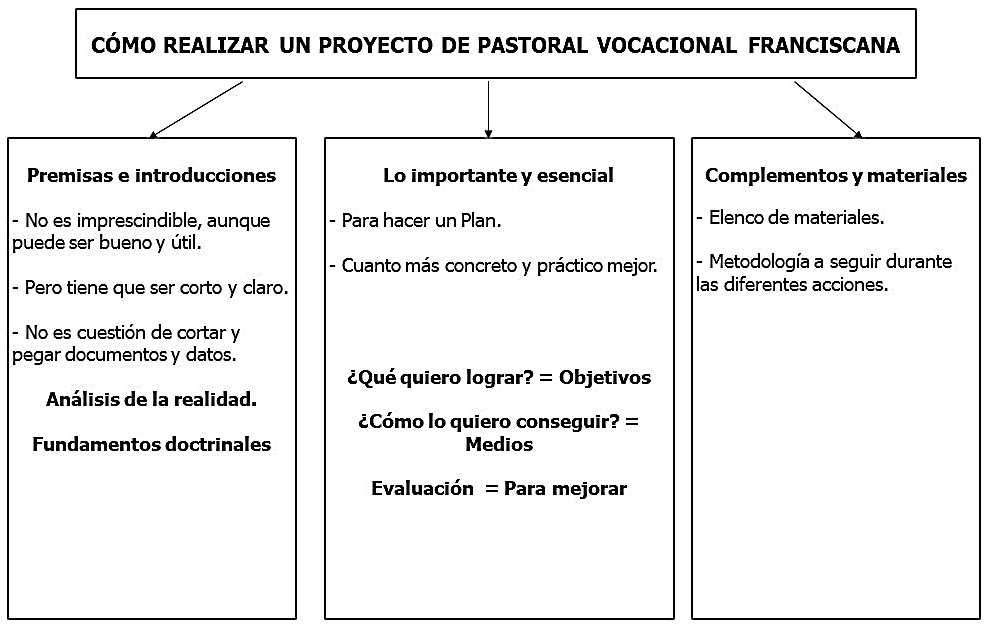 CÓMO REALIZAR UN PROYECTO DE PASTORAL VOCACIONAL FRANCISCANA
Premisas e introducciones
- No es imprescindible, aunque
puede ser bueno y útil.
- Pero tiene que ser corto y claro.
- No es cuestión de cortar y
pegar documentos y datos.
Análisis de la realidad.
Fundamentos doctrinales
Lo importante y esencial
- Para hacer un Plan.
- Cuanto más concreto y práctico mejor.
¿Qué quiero lograr? = Objetivos
¿Cómo lo quiero conseguir? =
Medios
Evaluación = Para mejorar
Complementos y materiales
- Elenco de materiales.
- Metodología a seguir durante
las diferentes acciones.